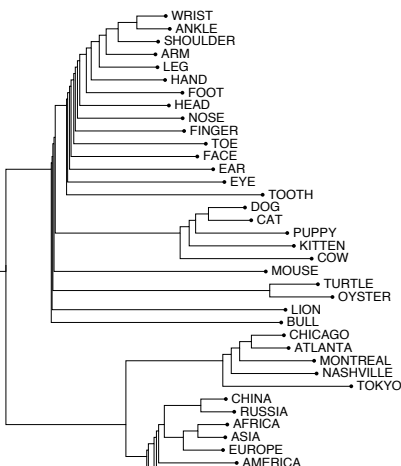 WRIST
ANKLE
SHOULDER
ARM
LEG
HAND
FOOT
HEAD
NOSE
FINGER
TOE
FACE
EAR
EYE
TOOTH
DOG
CAT
PUPPY
KITTEN
COW
MOUSE
TURTLE
OYSTER
LION
BULL
CHICAGO
ATLANTA
MONTREAL
NASHVILLE
TOKYO
CHINA
RUSSIA
AFRICA
ASIA
EUROPE
AMERICA